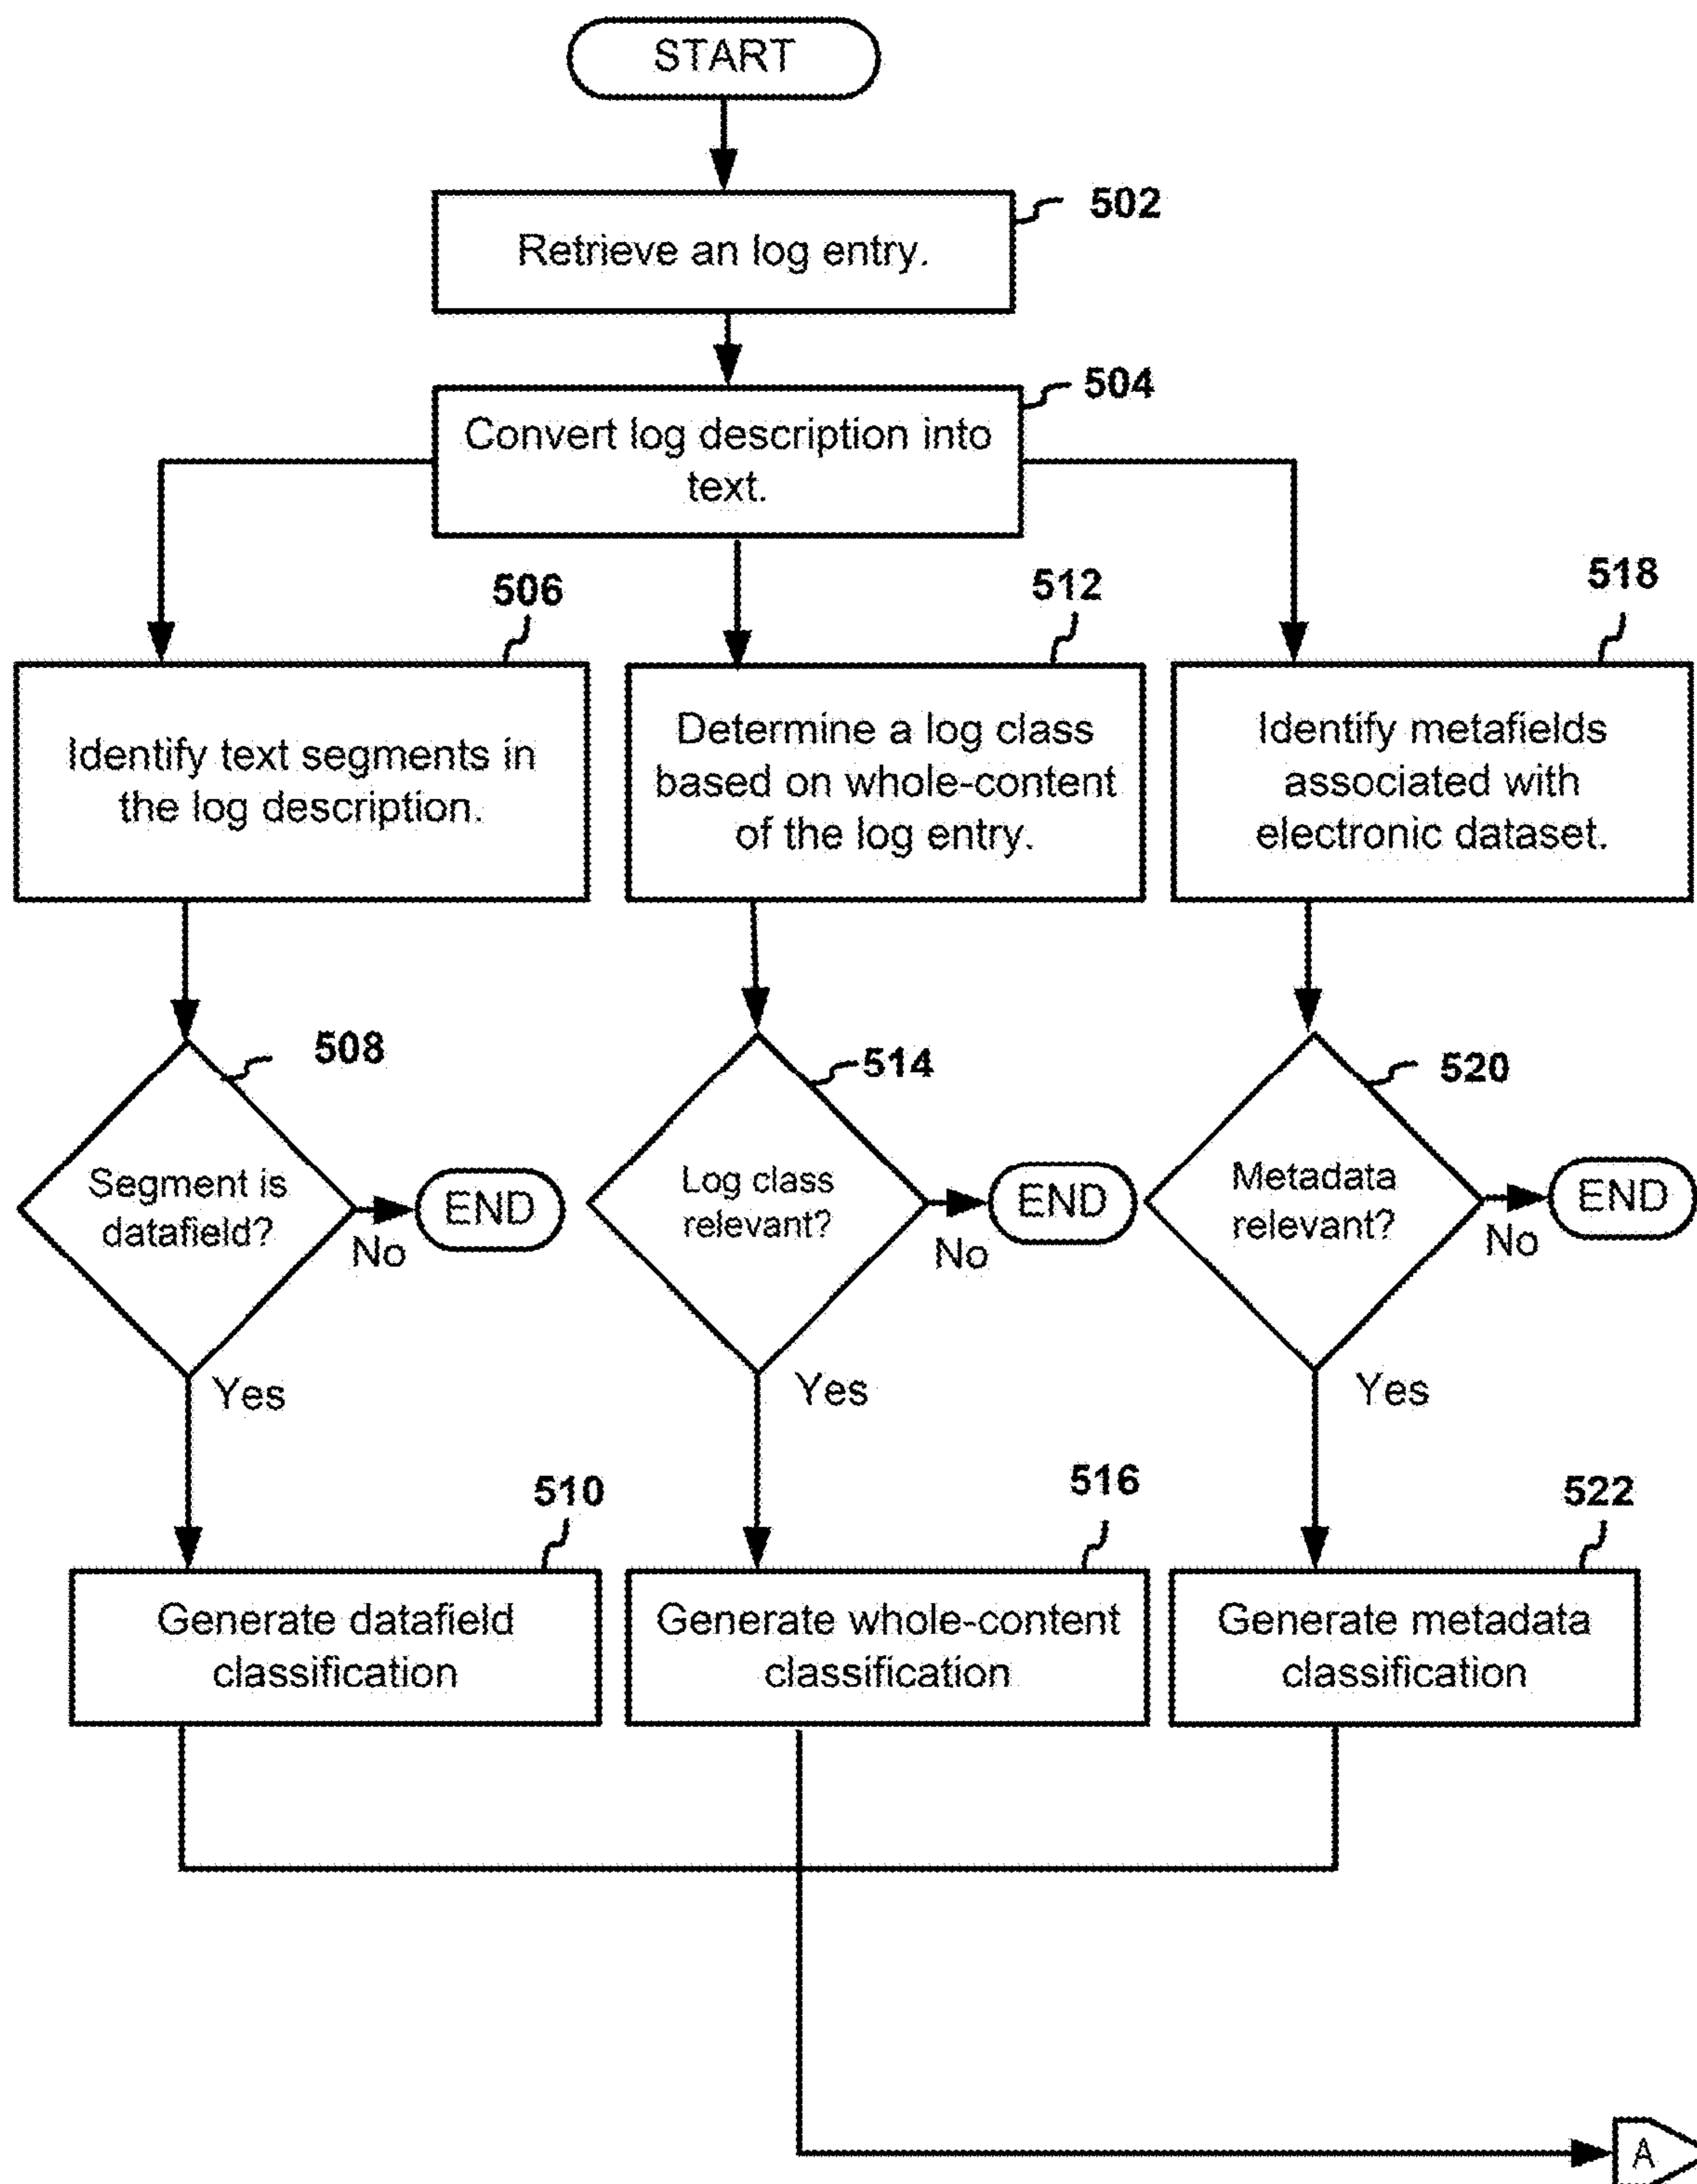 START
502
Retrieve an log entry.
504
Convert log description into
text.
506
512
518
Identify text segments in
the log description.
Determine a log class
based on whole-content
of the log entry.
Identify metafields
associated with
electronic dataset.
508
514
520
Segment is
datafield?
No
END
Log class
relevant?
No
END
Metadata
relevant?
No
END
Yes
Yes
Yes
510
516
522
Generate datafield
classification
Generate whole-content
classification
Generate metadata
classification
A